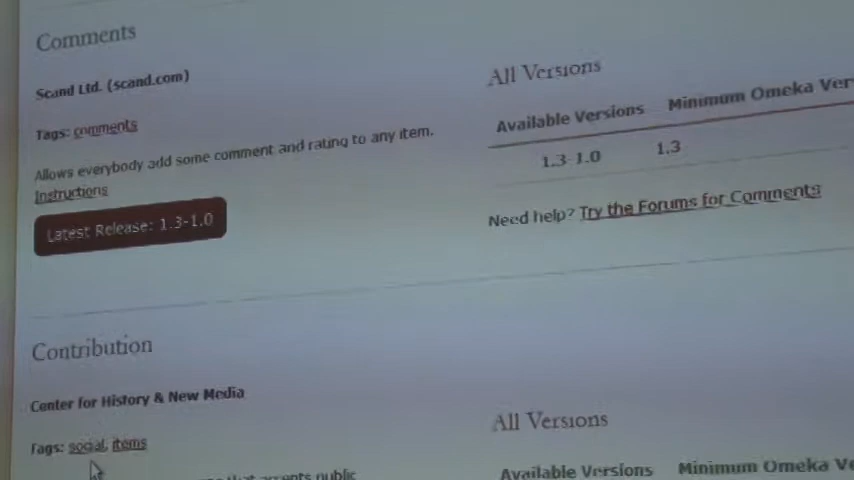 Comments
Scand Ltd. (scand.com)
Tags: comments
Allows everybody add some comment and rating to any item.
Instructions
Latest Release: 1.3-1.0
All Versions
Available Versions Minimum Omeka Ver
1.3-1.0 1.3
Need help? Try the Forums for Comments
Contribution
Center for History & New Media
Tags: social, items
that accepts public
All Versions
Available Versions Minimum Omeka Ve